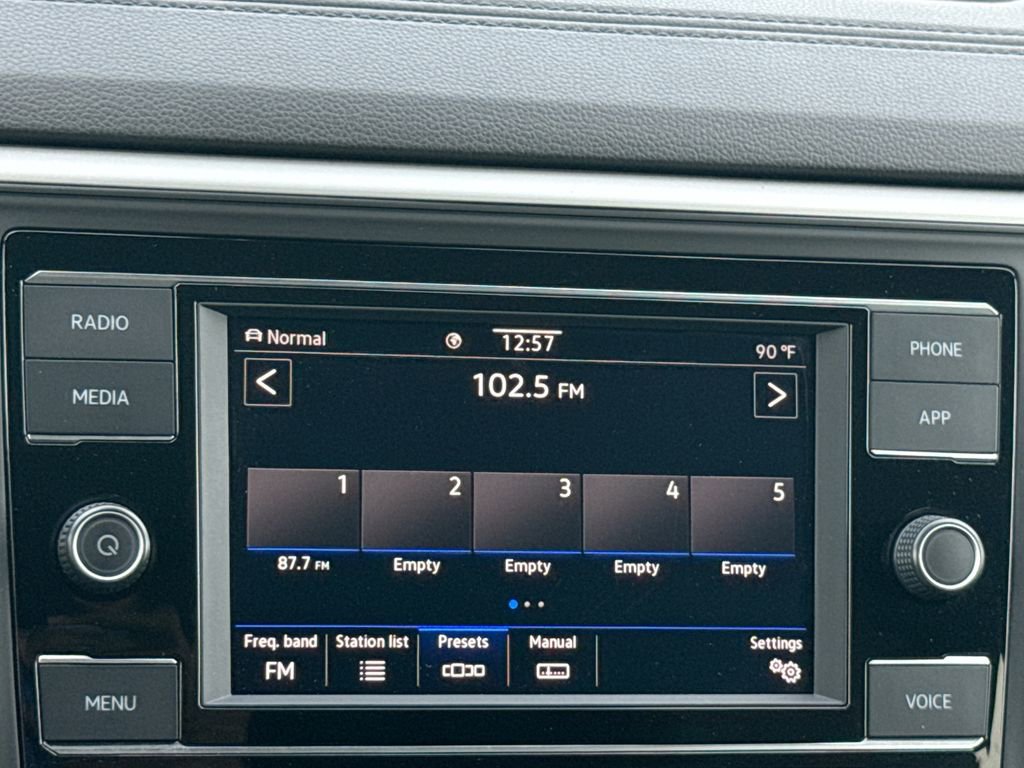 RADIO
MEDIA
MENU
Normal
12:57
90 °F
<
102.5 FM
>
1
2
3
4
5
87.7 FM
Empty
Empty
Empty
Empty
Freq. band
FM
Station list
Presets
Manual
Settings
PHONE
APP
VOICE